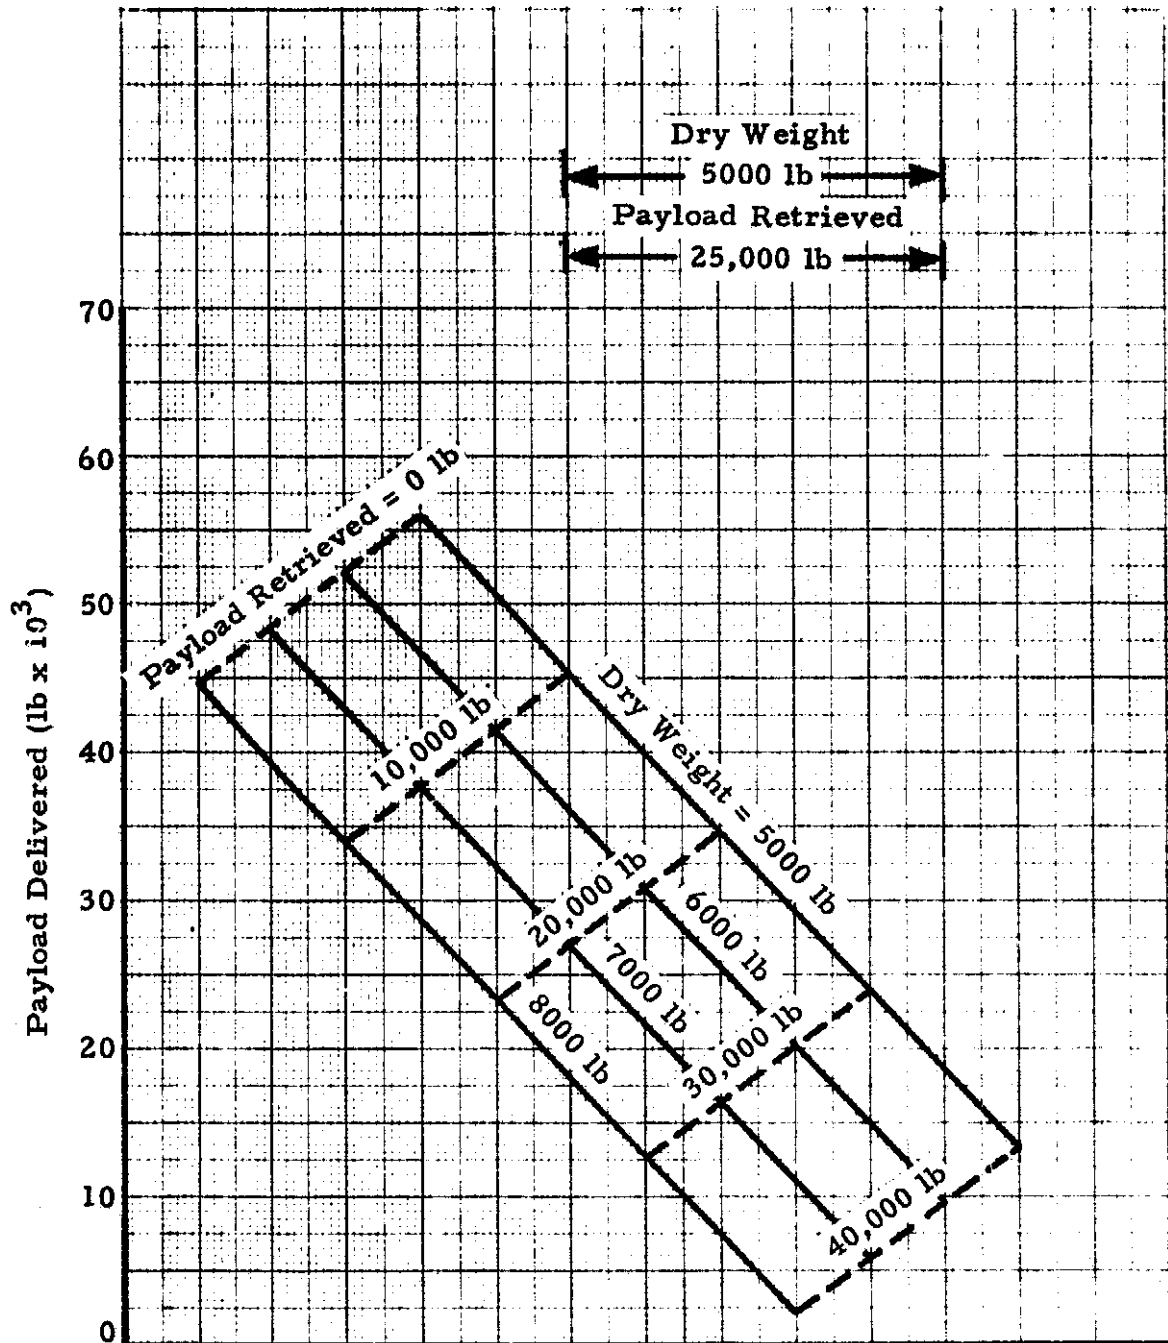 Dry Weight
5000 lb
Payload Retrieved
25,000 lb
70
60
50
40
30
20
10
0
Payload Delivered (lb x 10³)
Payload Retrieved = 0 lb
10,000 lb
20,000 lb
30,000 lb
40,000 lb
Dry Weight = 5000 lb
6000 lb
7000 lb
8000 lb